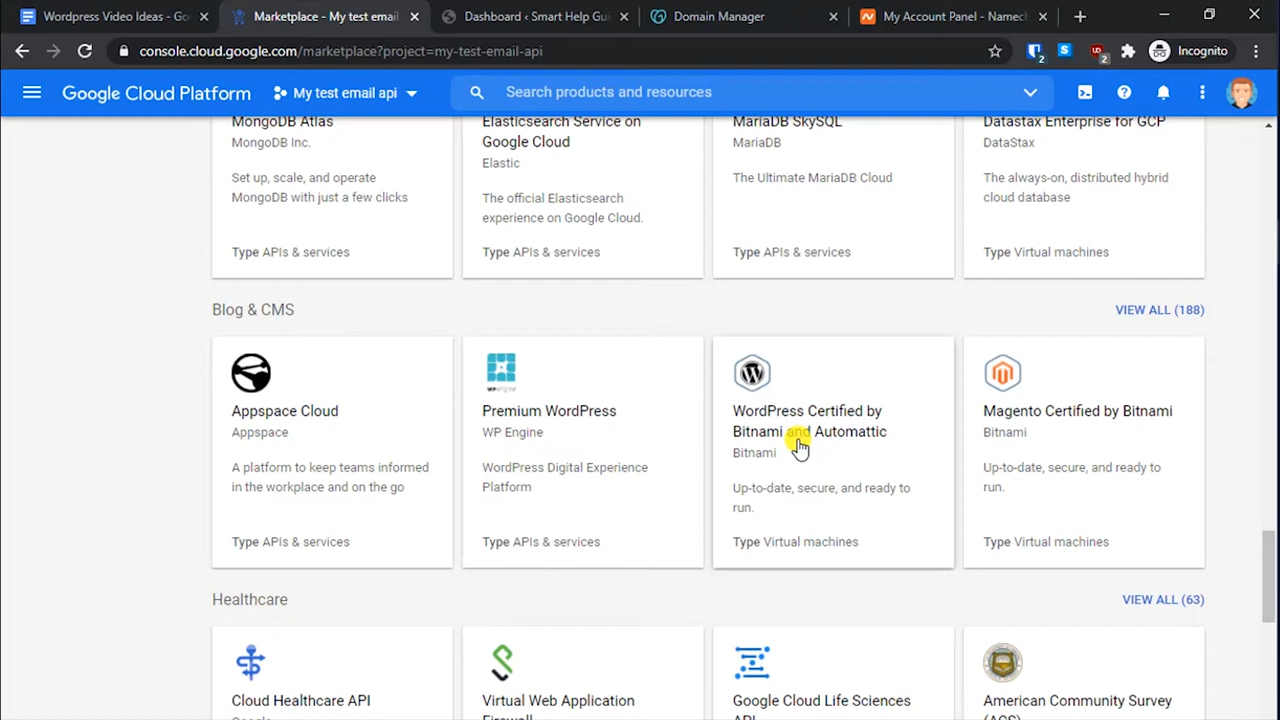 Wordpress Video Ideas - Go
Marketplace - My test email
Dashboard ‹ Smart Help Gui
Domain Manager
My Account Panel - Namech
console.cloud.google.com/marketplace?project=my-test-email-api
2
2
Incognito
Google Cloud Platform
My test email api
Search products and resources
MongoDB Atlas
MongoDB Inc.
Set up, scale, and operate
MongoDB with just a few clicks
Type APIs & services
Elasticsearch Service on
Google Cloud
Elastic
The official Elasticsearch
experience on Google Cloud.
Type APIs & services
MariaDB SkySQL
MariaDB
The Ultimate MariaDB Cloud
Type APIs & services
Datastax Enterprise for GCP
DataStax
The always-on, distributed hybrid
cloud database
Type Virtual machines
Blog & CMS
VIEW ALL (188)
Appspace Cloud
Appspace
A platform to keep teams informed
in the workplace and on the go
Type APIs & services
Premium WordPress
WP Engine
WordPress Digital Experience
Platform
Type APIs & services
WordPress Certified by
Bitnami and Automattic
Bitnami
Up-to-date, secure, and ready to
run.
Type Virtual machines
Magento Certified by Bitnami
Bitnami
Up-to-date, secure, and ready to
run.
Type Virtual machines
Healthcare
VIEW ALL (63)
Cloud Healthcare API
Google
Virtual Web Application
Firewall
Google Cloud Life Sciences
API
American Community Survey
(ACS)